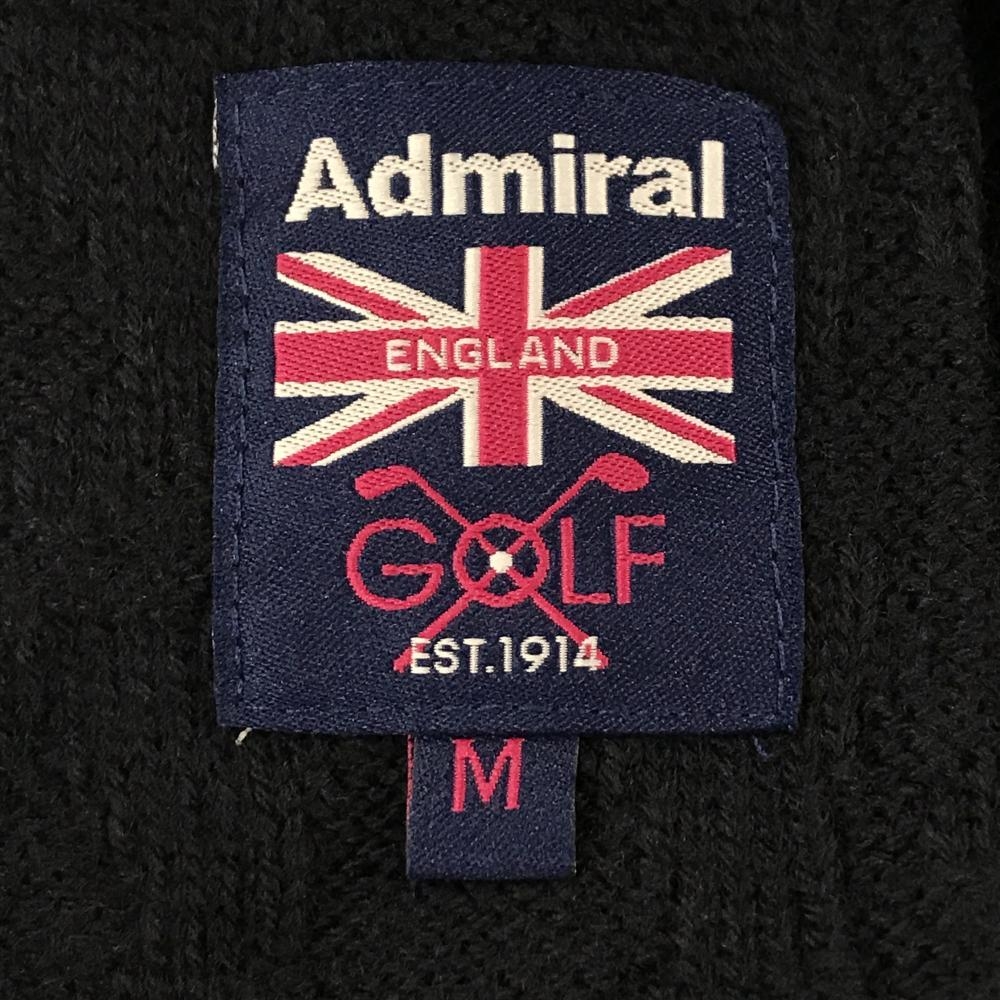 Admiral
ENGLAND
GOLF
EST.1914
M